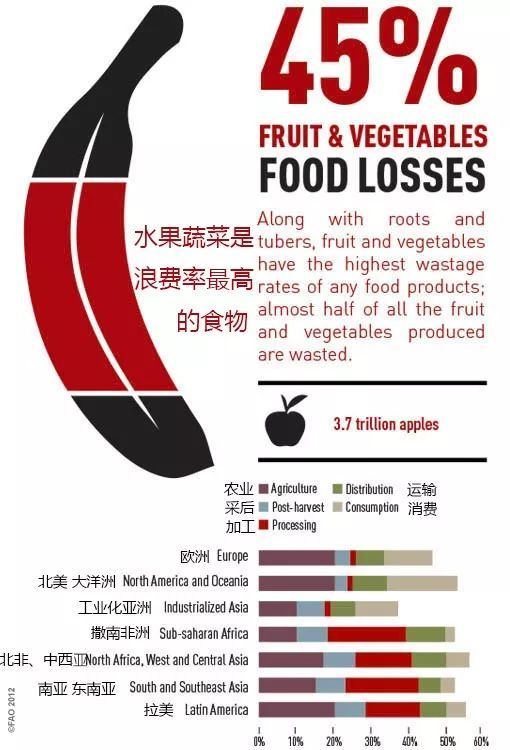 45%
FRUIT & VEGETABLES
FOOD LOSSES
水果蔬菜是
浪费率最高
的食物
Along with roots and
tubers, fruit and vegetables
have the highest wastage
rates of any food products;
almost half of all the fruit
and vegetables produced
are wasted.
3.7 trillion apples
农业 Agriculture Distribution 运输
采后 Post-harvest Consumption 消费
加工 Processing
欧洲 Europe
北美 大洋洲 North America and Oceania
工业化亚洲 Industrialized Asia
撒南非洲 Sub-saharan Africa
北非、中西亚 North Africa, West and Central Asia
南亚 东南亚 South and Southeast Asia
拉美 Latin America
0% 10% 20% 30% 40% 50% 60%
©FAO 2012